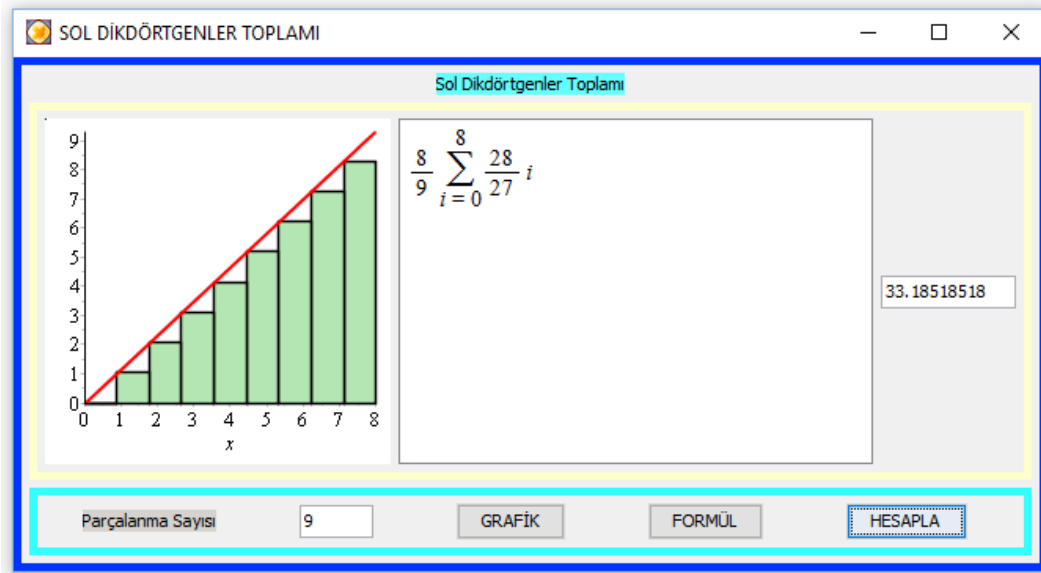 SOL DİKDÖRTGENLER TOPLAMI
Sol Dikdörtgenler Toplamı
9
8
7
6
5
4
3
2
1
0
0 1 2 3 4 5 6 7 8
x
8/9 ∑_{i = 0}^{8} 28/27 i
33.18518518
Parçalanma Sayısı 9 GRAFİK FORMÜL HESAPLA